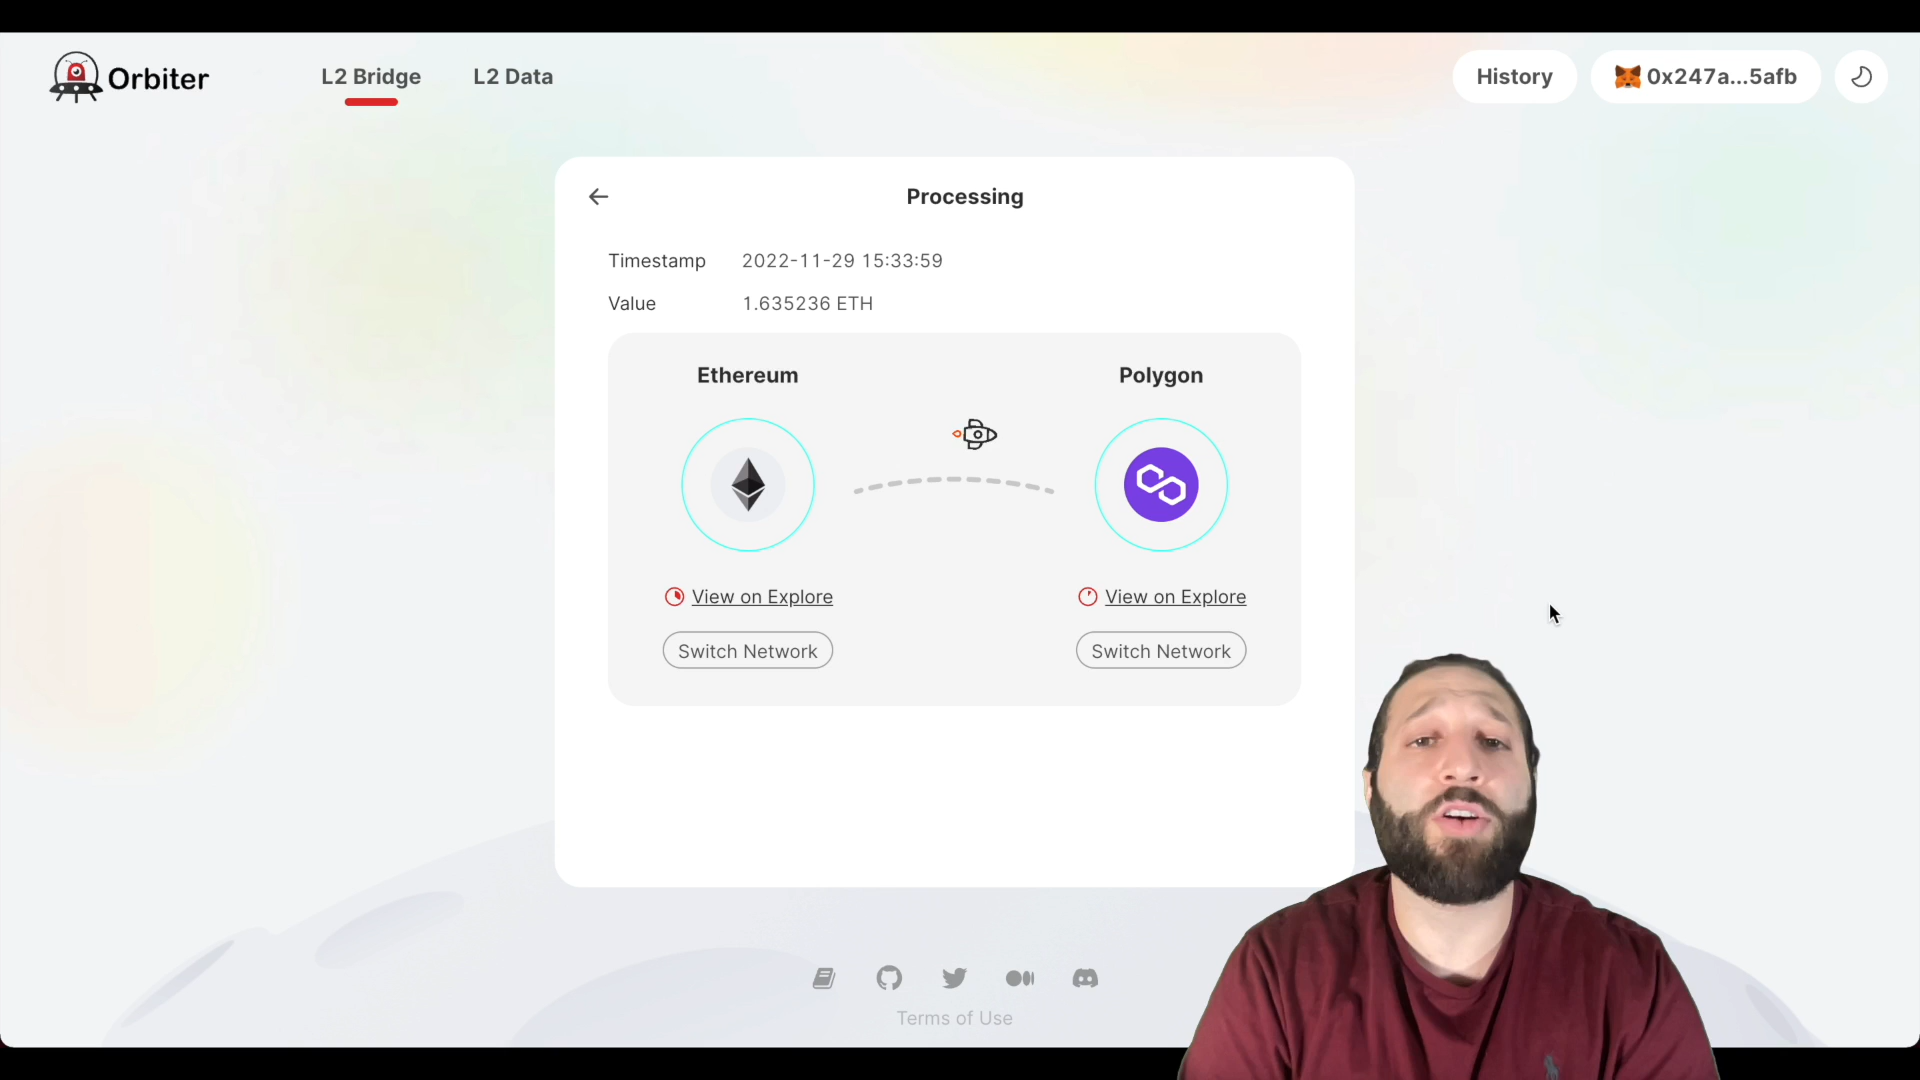 Orbiter
L2 Bridge
L2 Data
History
0x247a...5afb
Processing
Timestamp 2022-11-29 15:33:59
Value 1.635236 ETH
Ethereum
Polygon
View on Explore
View on Explore
Switch Network
Switch Network
Terms of Use